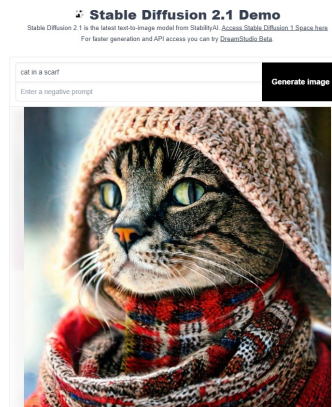 Stable Diffusion 2.1 Demo
Stable Diffusion 2.1 is the latest text-to-image model from StabilityAI. Access Stable Diffusion 1 Space here
For faster generation and API access you can try DreamStudio Beta.
cat in a scarf
Generate image
Enter a negative prompt